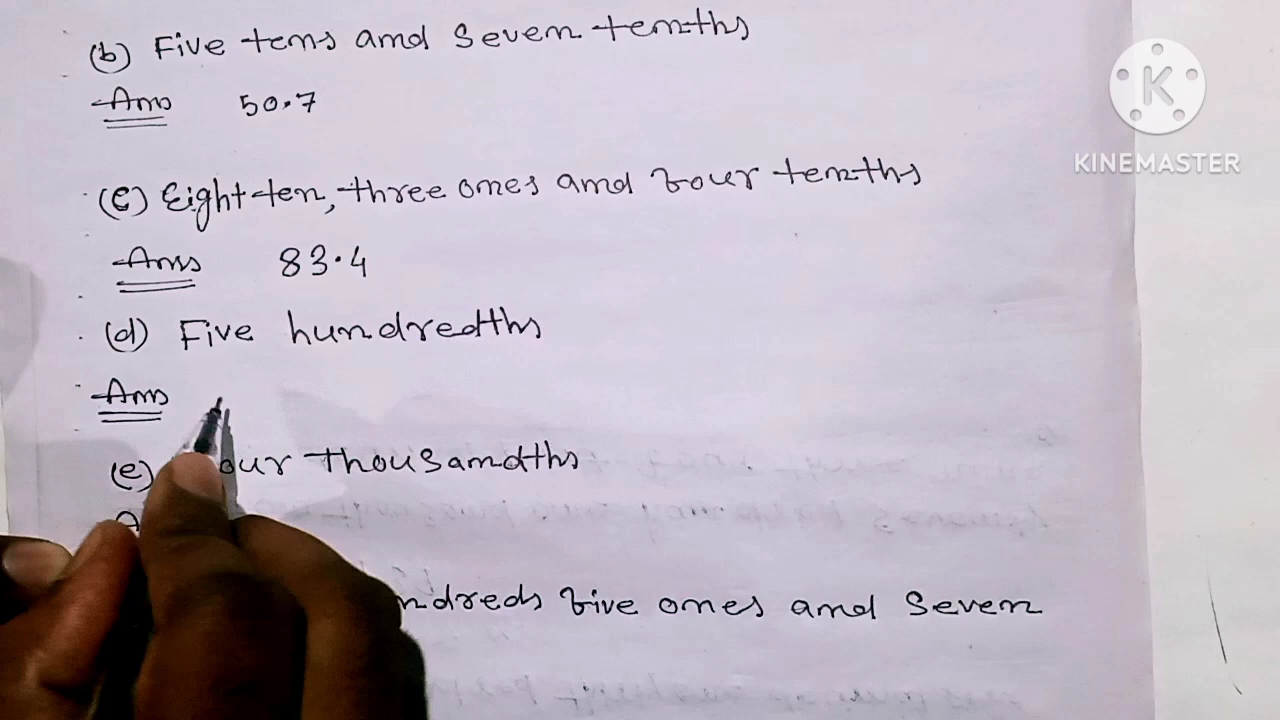 (b) Five tens and Seven tenths
Ans 50.7
(c) Eight ten, three ones and four tenths
Ans 83.4
(d) Five hundredths
Ans
(e) our thousandths
A
ndreds five ones and Seven
K
KINEMASTER